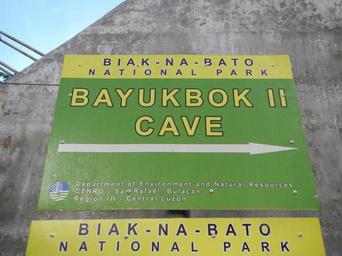 BIAK-NA-BATO
NATIONAL PARK
BAYUKBOK II
CAVE
Department of Environment and Natural Resources
CENRO - San Rafael, Bulacan
Region III - Central Luzon
BIAK-NA-BATO
NATIONAL PARK